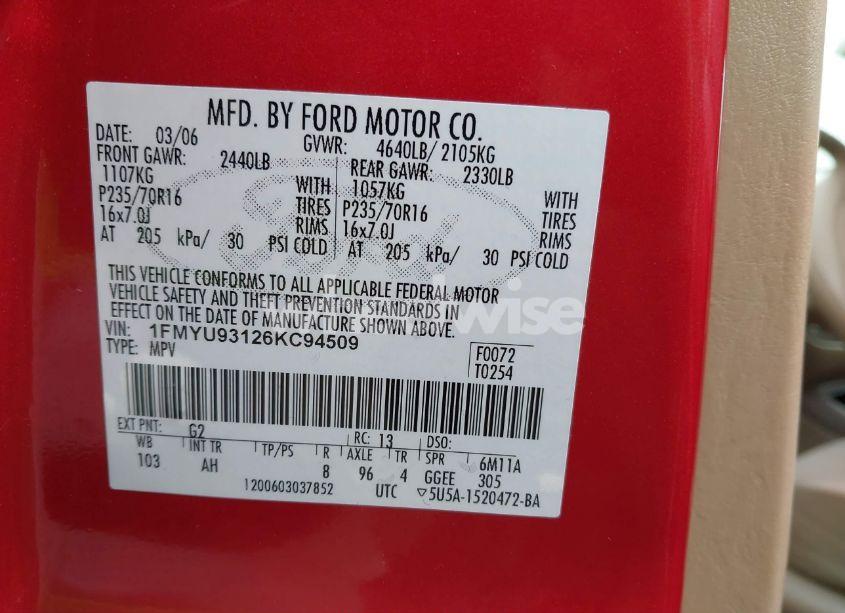 MFD. BY FORD MOTOR CO.
DATE: 03/06 GVWR: 4640LB/ 2105KG
FRONT GAWR: 2440LB REAR GAWR: 2330LB
1107KG WITH 1057KG WITH
P235/70R16 TIRES P235/70R16 TIRES
16x7.0J RIMS 16x7.0J RIMS
AT 205 kPa/ 30 PSI COLD AT 205 kPa/ 30 PSI COLD
THIS VEHICLE CONFORMS TO ALL APPLICABLE FEDERAL MOTOR
VEHICLE SAFETY AND THEFT PREVENTION STANDARDS IN
EFFECT ON THE DATE OF MANUFACTURE SHOWN ABOVE.
VIN: 1FMYU93126KC94509 F0072
TYPE: MPV T0254
EXT PNT: G2 RC: 13 DSO:
WB INT TR TP/PS R AXLE TR SPR 6M11A
103 AH 8 96 4 GGEE 305
1200603037852 UTC ▽5U5A-1520472-BA
Ford
wise